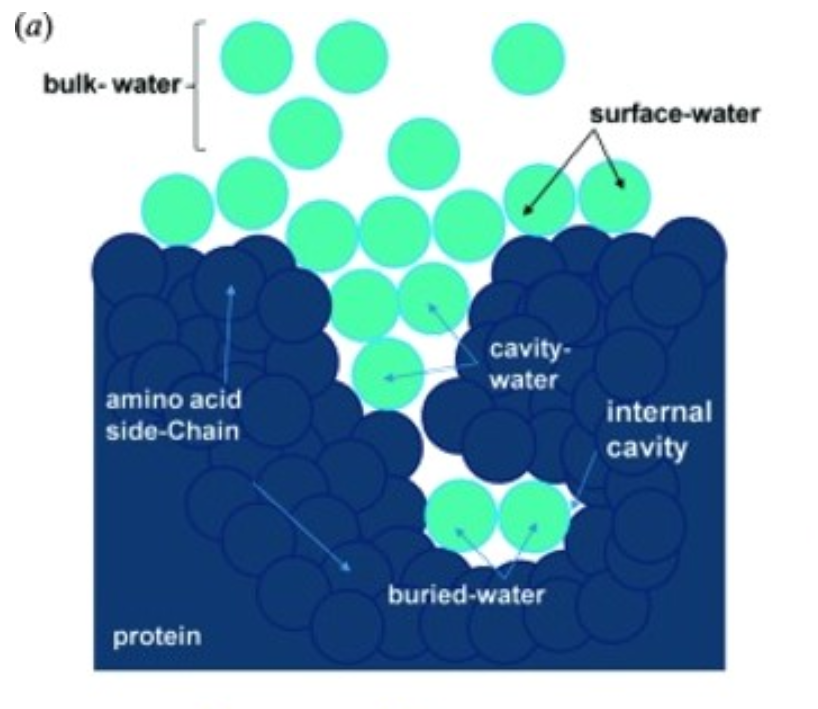 (a)
bulk- water
surface-water
cavity-
water
amino acid
side-Chain
internal
cavity
buried-water
protein